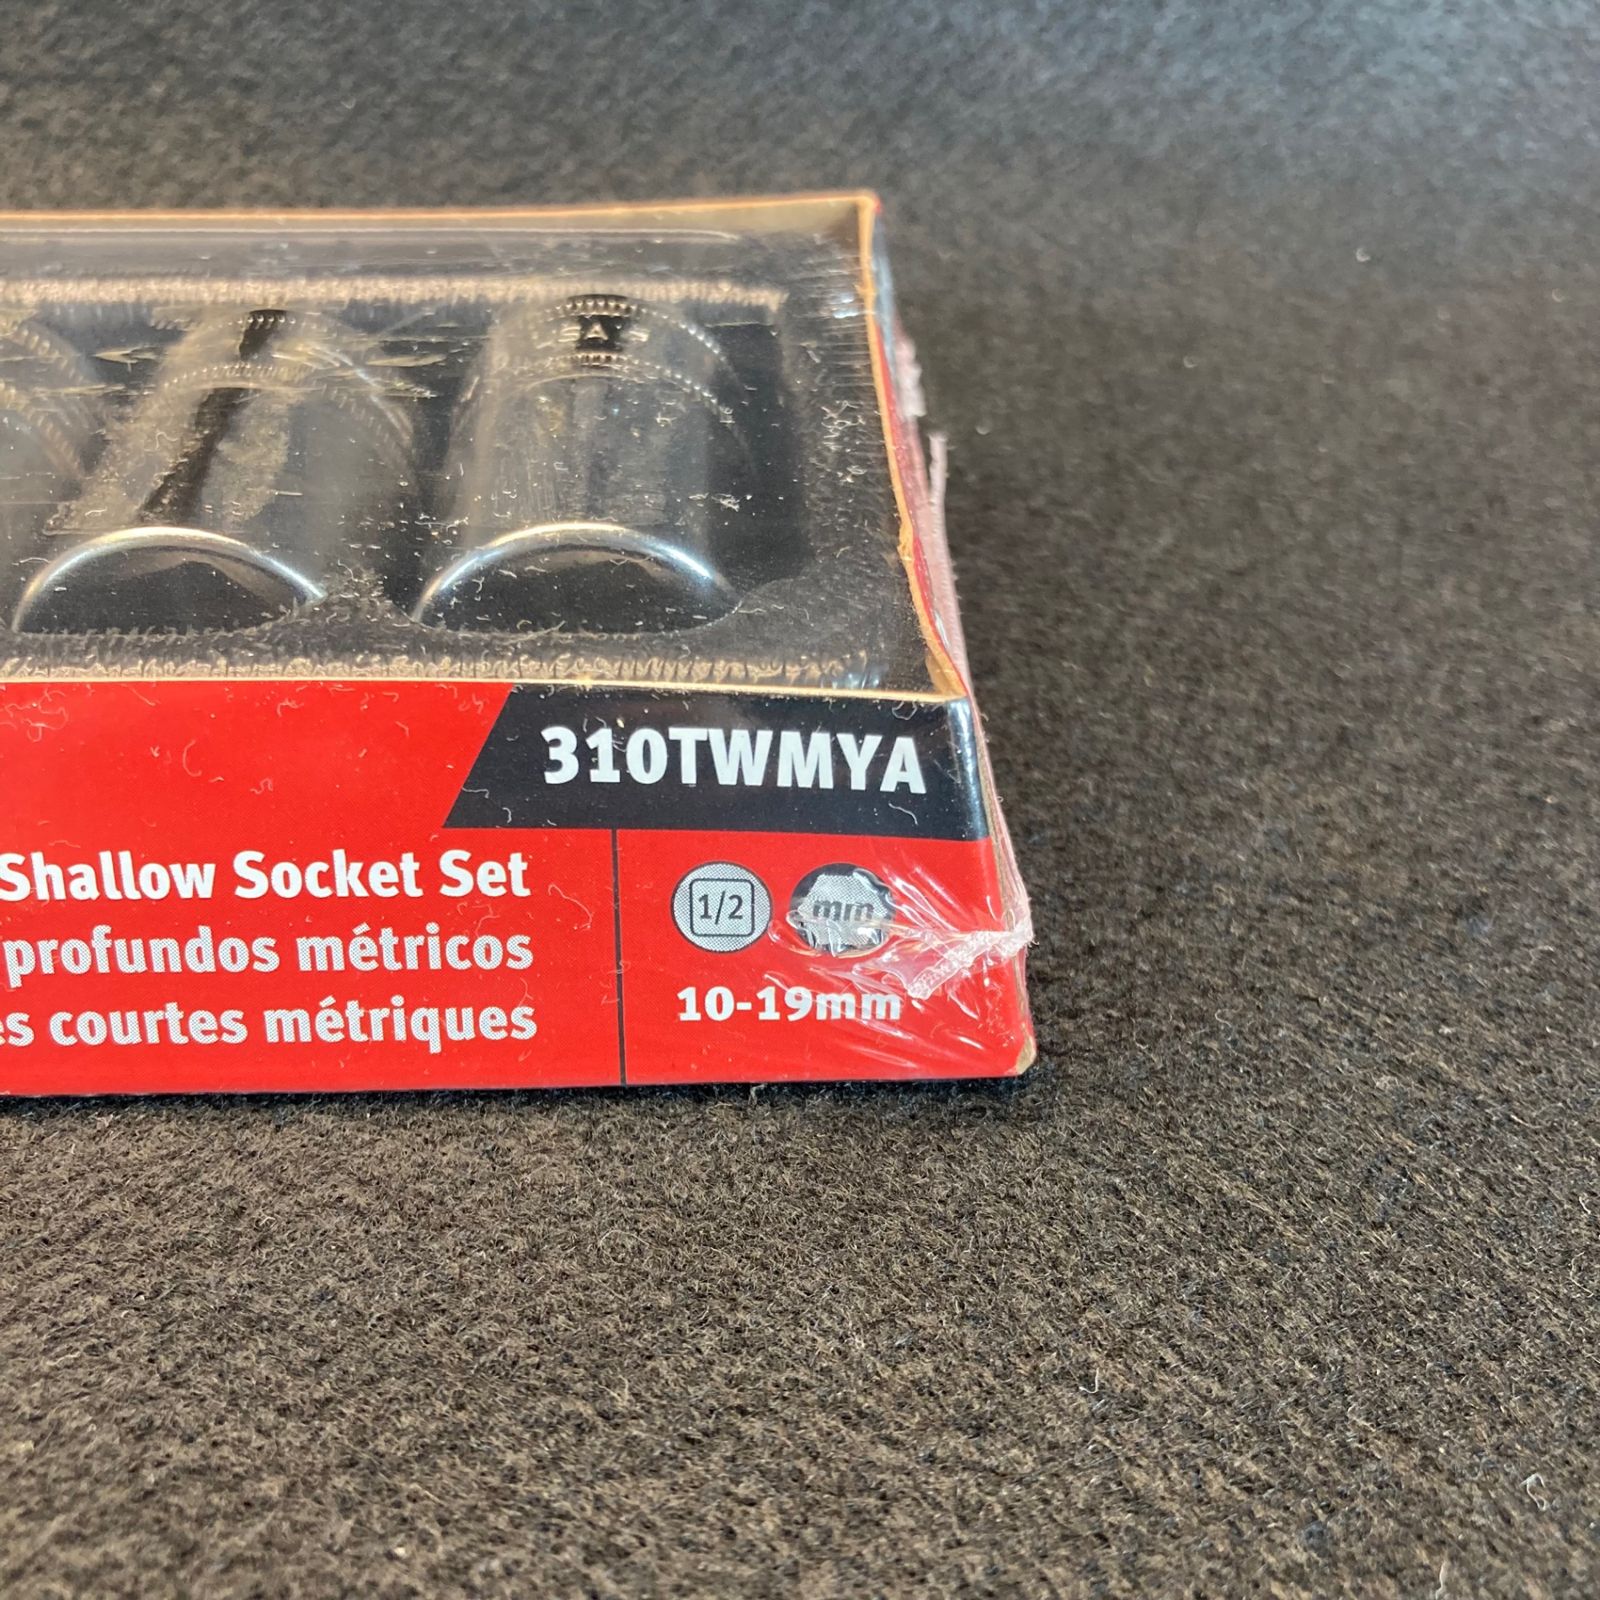 310TWMYA
Shallow Socket Set
profundos métricos
es courtes métriques
1/2
mm
10-19mm